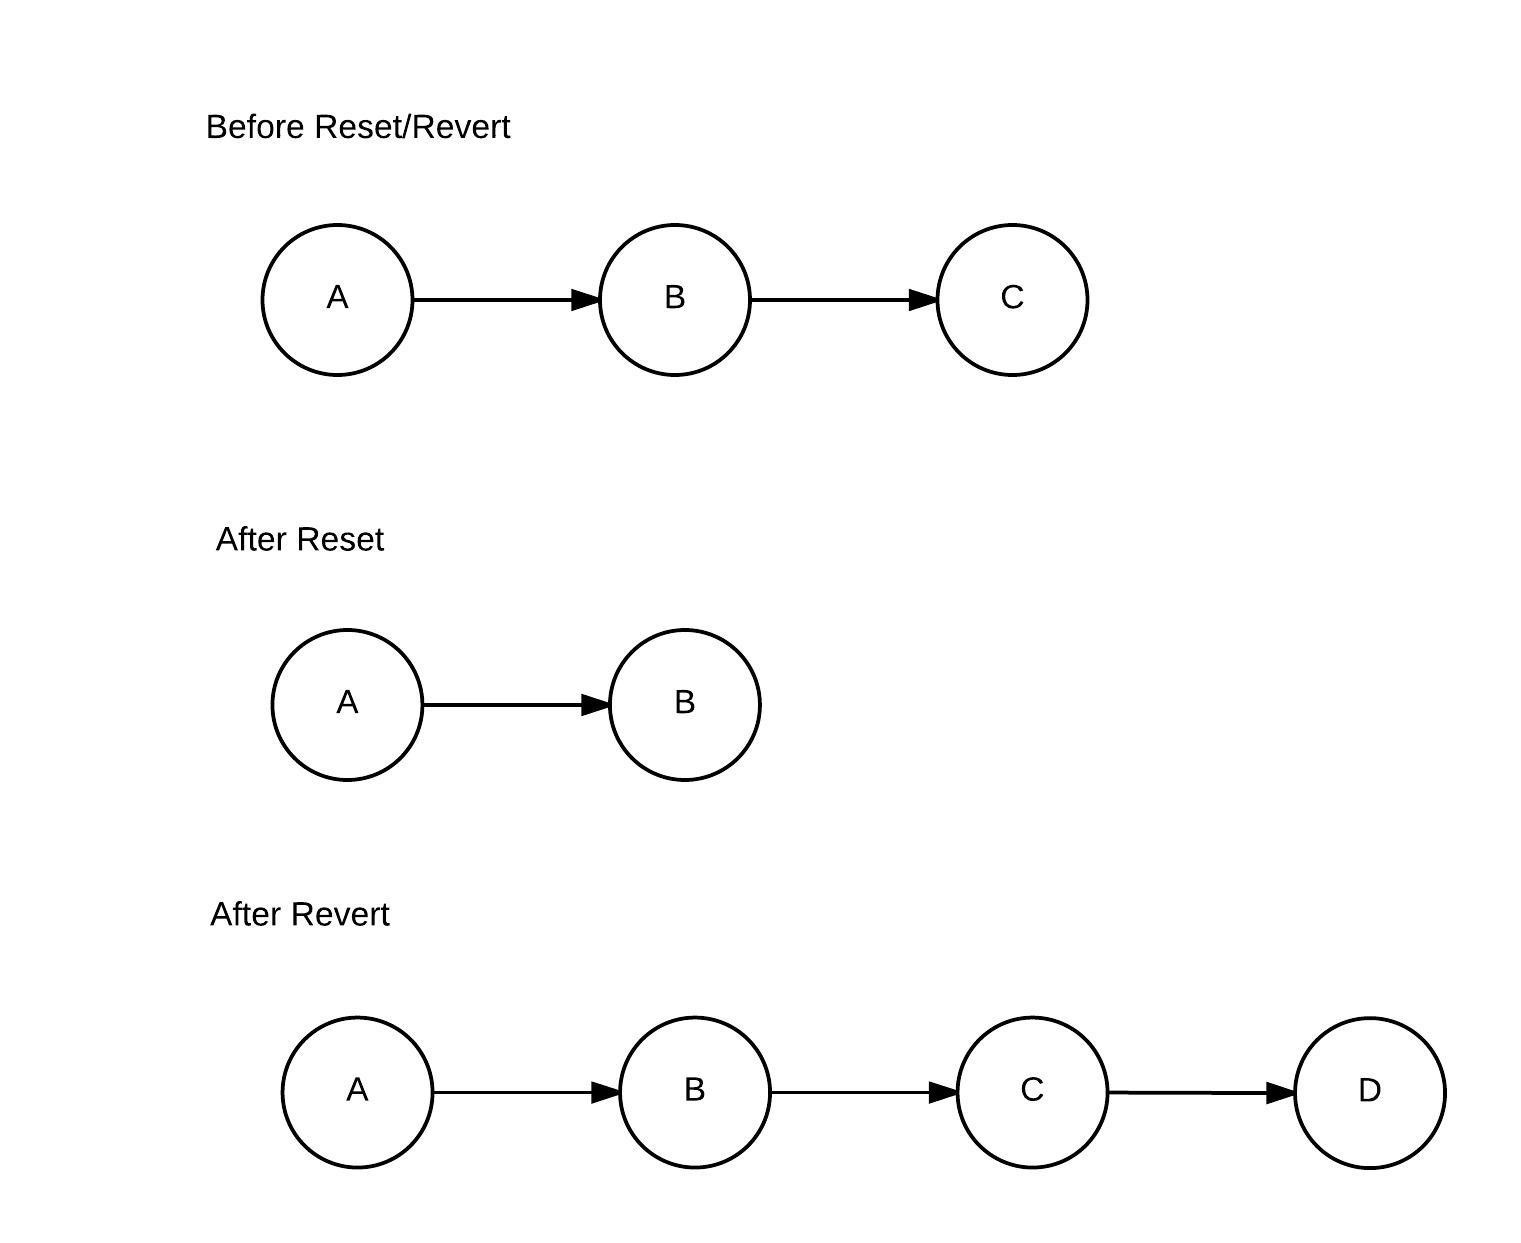 Before Reset/Revert
A
B
C
After Reset
A
B
After Revert
A
B
C
D